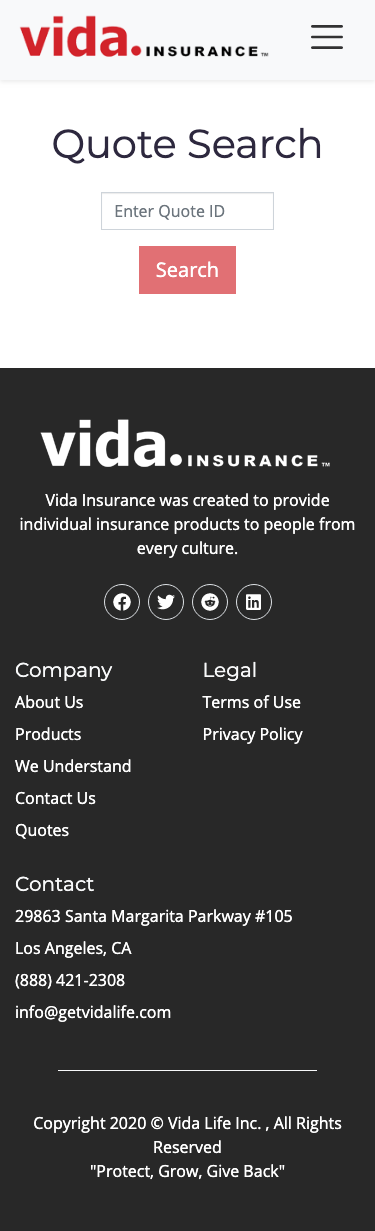 vida.INSURANCE™
Quote Search
Enter Quote ID
Search
vida.INSURANCE™
Vida Insurance was created to provide
individual insurance products to people from
every culture.
Company
About Us
Products
We Understand
Contact Us
Quotes
Legal
Terms of Use
Privacy Policy
Contact
29863 Santa Margarita Parkway #105
Los Angeles, CA
(888) 421-2308
info@getvidalife.com
Copyright 2020 © Vida Life Inc. , All Rights
Reserved
"Protect, Grow, Give Back"